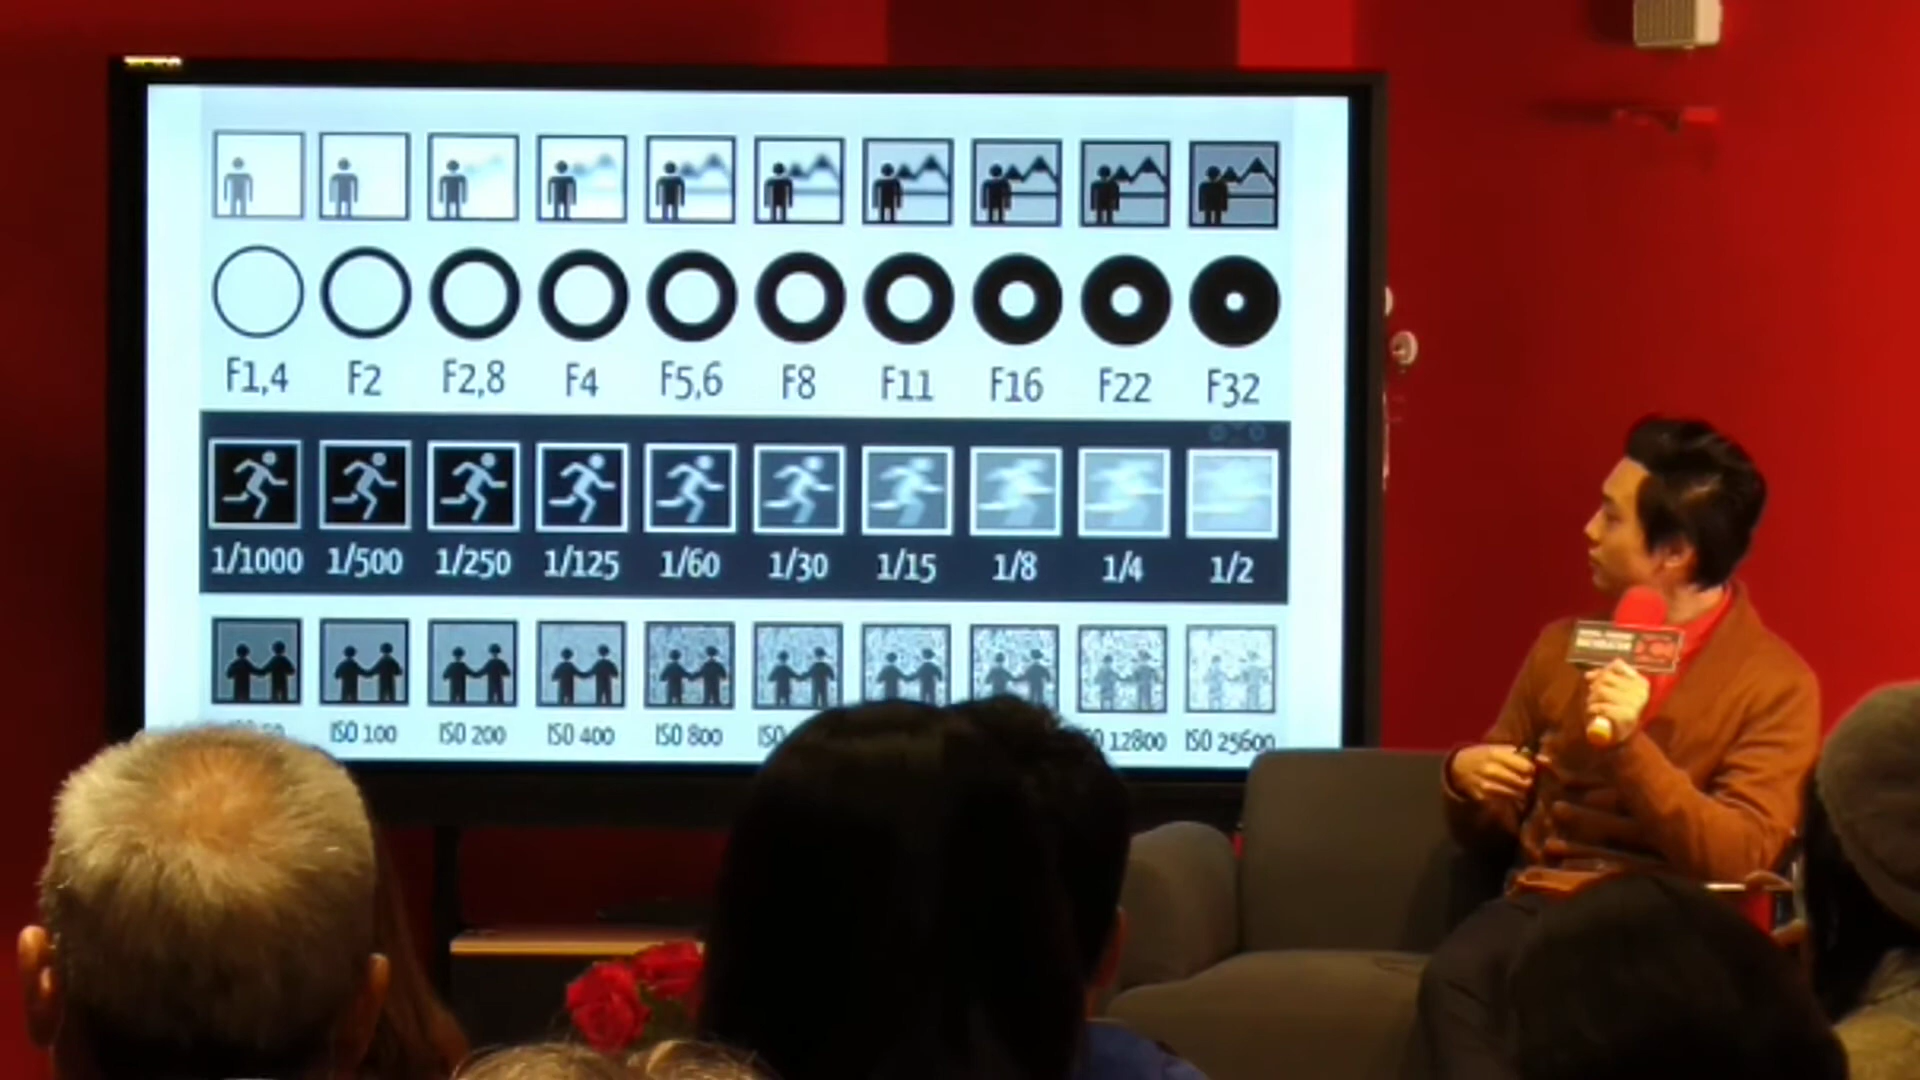 F1,4 F2 F2,8 F4 F5,6 F8 F11 F16 F22 F32
1/1000 1/500 1/250 1/125 1/60 1/30 1/15 1/8 1/4 1/2
ISO 100 ISO 200 ISO 400 ISO 800 ISO 12800 ISO 25600